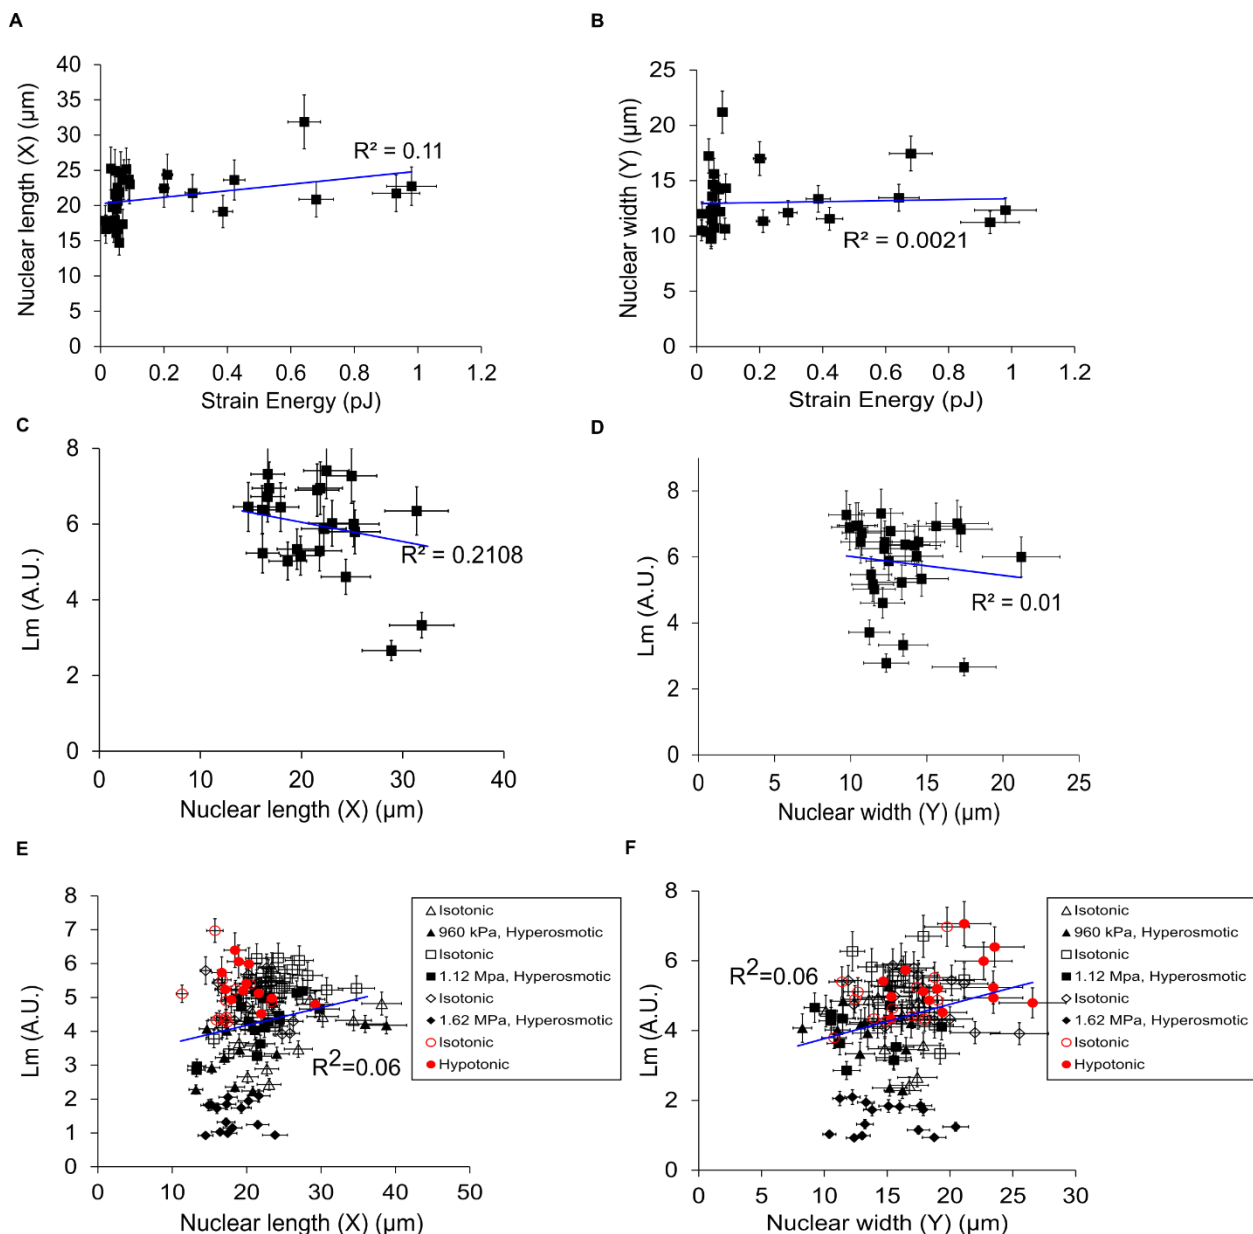 A
Nuclear length (X) (µm)
40
35
30
25
20
15
10
5
0
R² = 0.11
0 0.2 0.4 0.6 0.8 1 1.2
Strain Energy (pJ)
B
Nuclear width (Y) (µm)
25
20
15
10
5
0
R² = 0.0021
0 0.2 0.4 0.6 0.8 1 1.2
Strain Energy (pJ)
C
Lm (A.U.)
8
6
4
2
0
R² = 0.2108
0 10 20 30 40
Nuclear length (X) (µm)
D
Lm (A.U.)
8
6
4
2
0
R² = 0.01
0 5 10 15 20 25
Nuclear width (Y) (µm)
E
Lm (A.U.)
8
7
6
5
4
3
2
1
0
R²=0.06
Isotonic
960 kPa, Hyperosmotic
Isotonic
1.12 Mpa, Hyperosmotic
Isotonic
1.62 MPa, Hyperosmotic
Isotonic
Hypotonic
0 10 20 30 40 50
Nuclear length (X) (µm)
F
Lm (A.U.)
8
6
4
2
0
R²=0.06
Isotonic
960 kPa, Hyperosmotic
Isotonic
1.12 Mpa, Hyperosmotic
Isotonic
1.62 MPa, Hyperosmotic
Isotonic
Hypotonic
0 5 10 15 20 25 30
Nuclear width (Y) (µm)